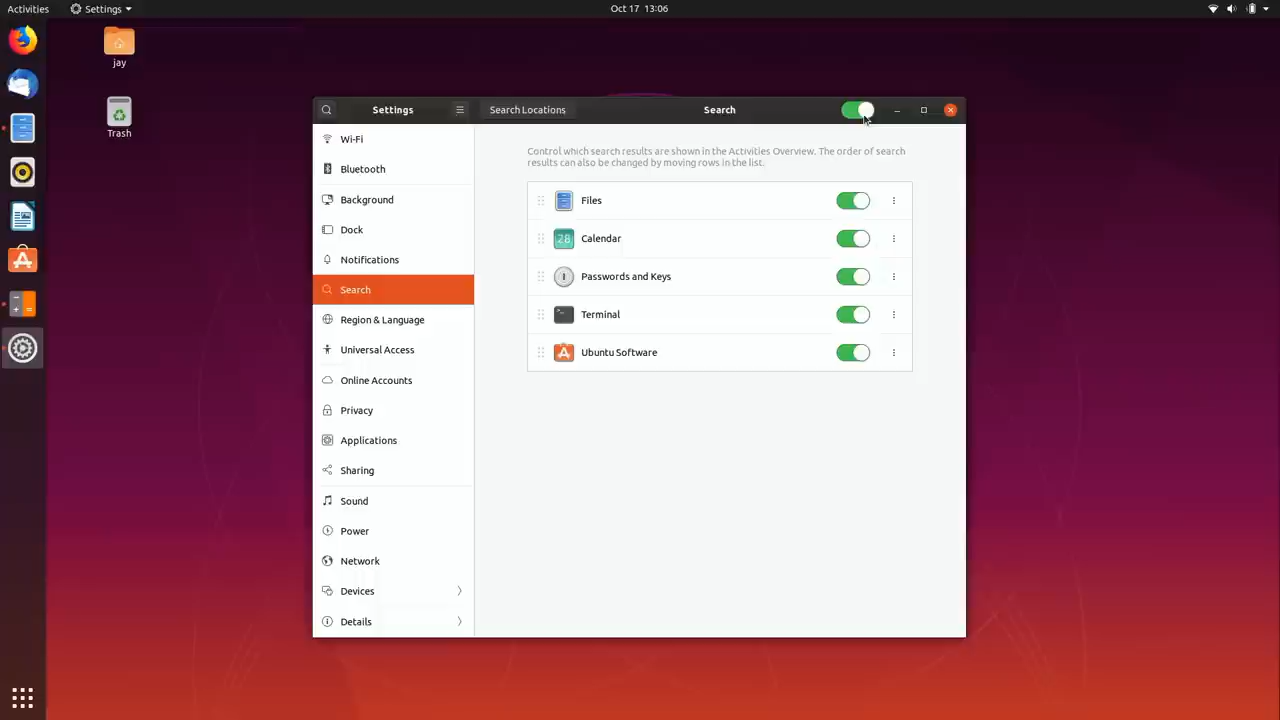 Activities
Settings
Oct 17 13:06
jay
Trash
Settings
Search Locations
Search
Wi-Fi
Bluetooth
Background
Dock
Notifications
Search
Region & Language
Universal Access
Online Accounts
Privacy
Applications
Sharing
Sound
Power
Network
Devices
Details
Control which search results are shown in the Activities Overview. The order of search
results can also be changed by moving rows in the list.
Files
28
Calendar
Passwords and Keys
Terminal
Ubuntu Software